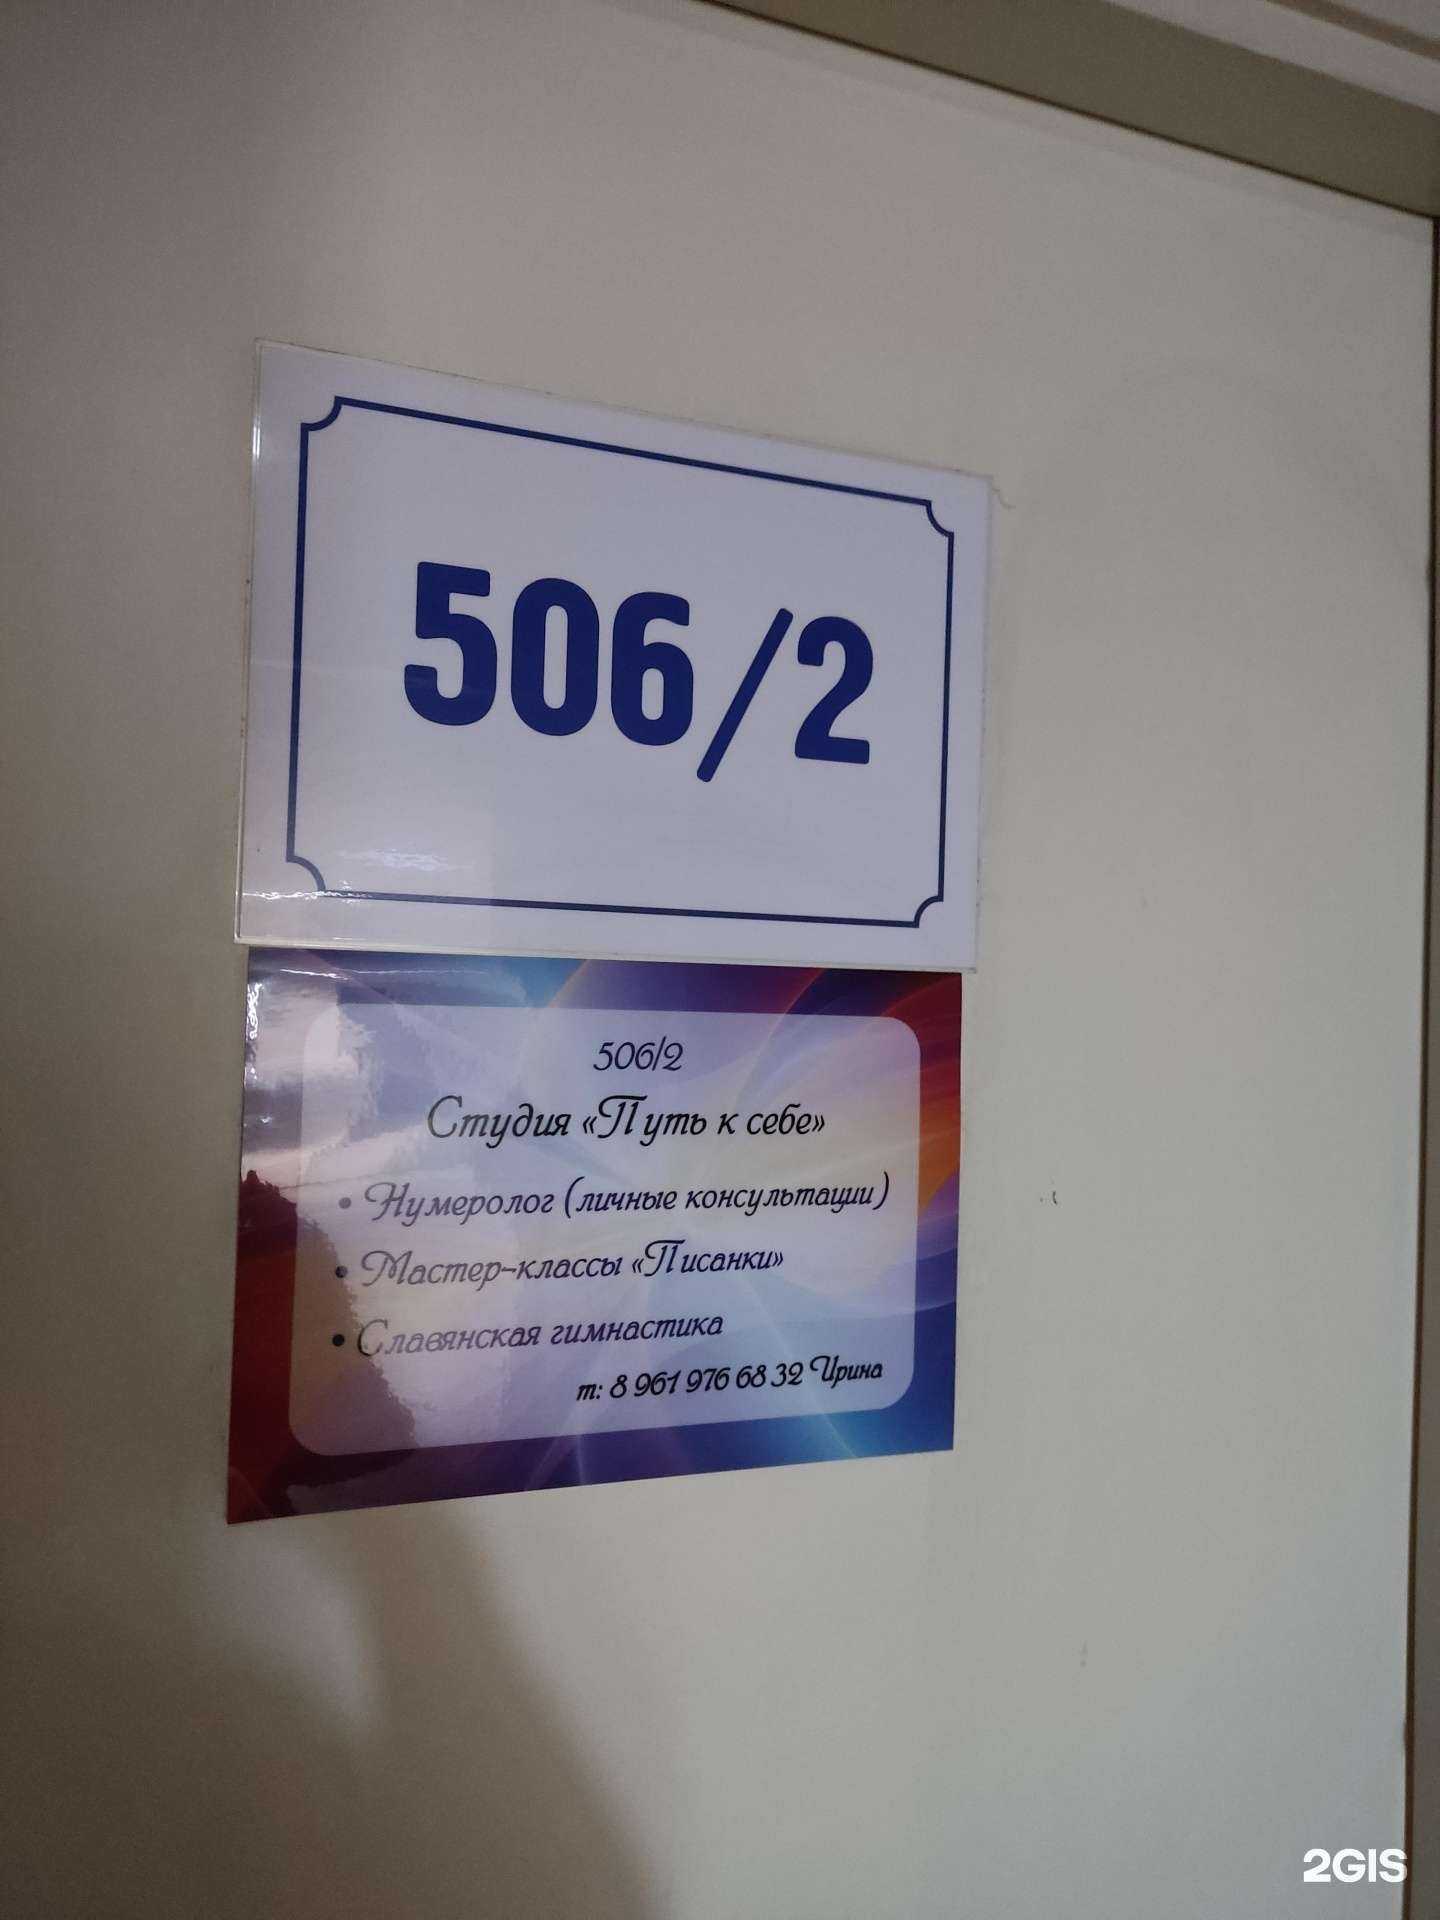 506/2
506/2
Студия «Путь к себе»
• Нумеролог (личные консультации)
• Мастер-классы «Писанки»
• Славянская гимнастика
т: 8 961 976 68 32 Ирина
2GIS